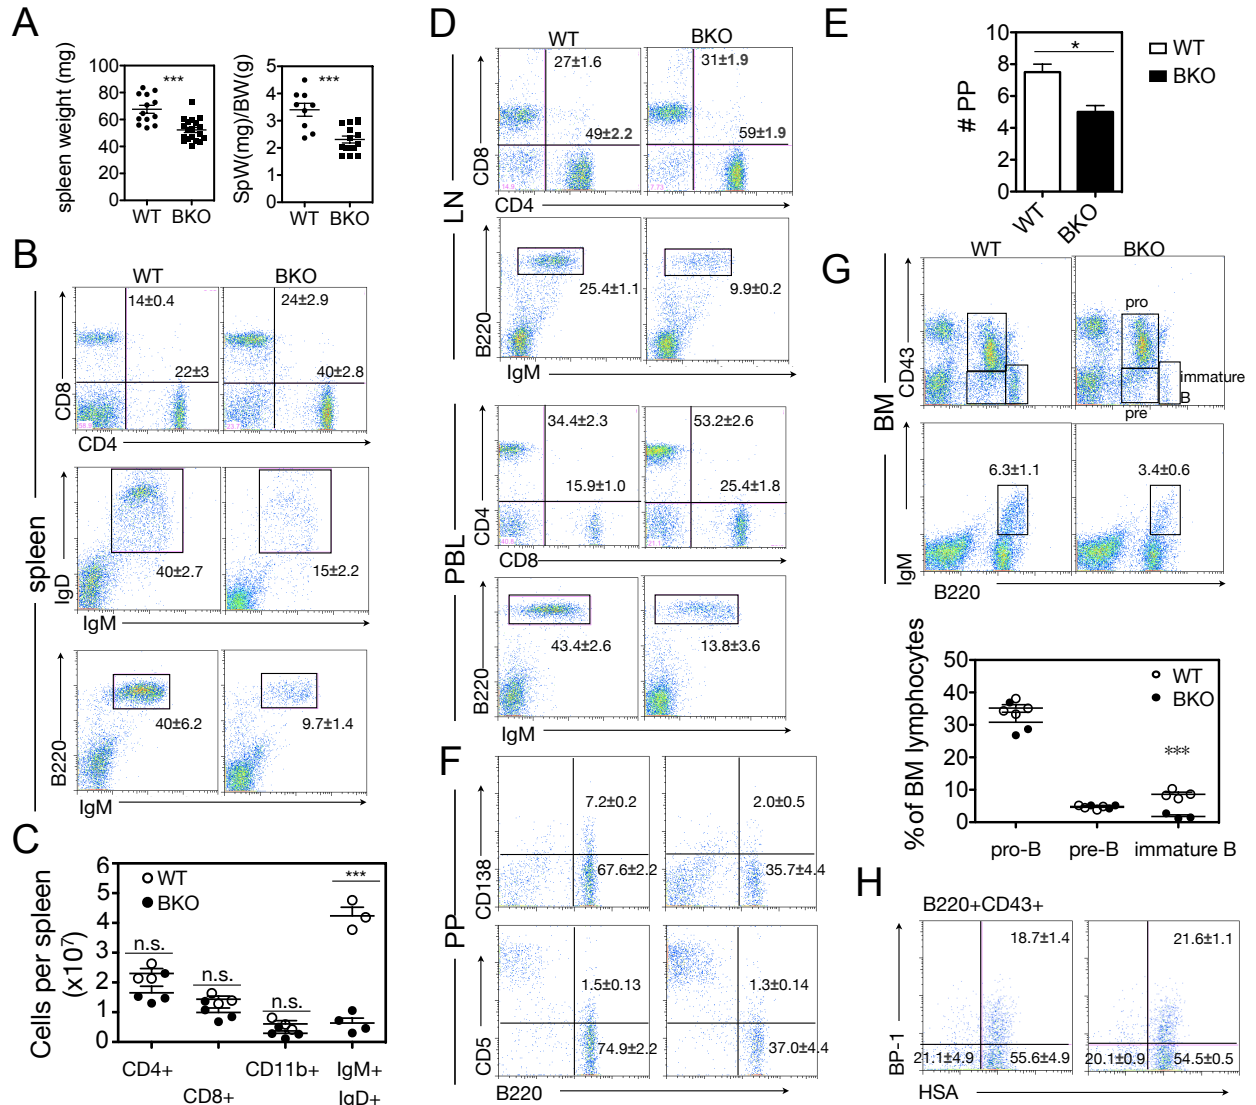 A
spleen weight (mg)
100
80
60
40
20
0
***
WT BKO
SpW(mg)/BW(g)
5
4
3
2
1
0
***
WT BKO
B
spleen
WT BKO
CD8
14±0.4
22±3
24±2.9
40±2.8
CD4
IgD
40±2.7
15±2.2
IgM
B220
40±6.2
9.7±1.4
IgM
C
Cells per spleen
(x10⁷)
6
5
4
3
2
1
0
WT
BKO
n.s.
n.s.
n.s.
***
CD4+
CD8+
CD11b+
IgM+
IgD+
D
WT BKO
LN
CD8
27±1.6
49±2.2
31±1.9
59±1.9
CD4
B220
25.4±1.1
9.9±0.2
IgM
PBL
CD4
34.4±2.3
15.9±1.0
53.2±2.6
25.4±1.8
CD8
B220
43.4±2.6
13.8±3.6
IgM
E
# PP
10
8
6
4
2
0
*
WT
BKO
WT
BKO
F
PP
CD138
7.2±0.2
67.6±2.2
2.0±0.5
35.7±4.4
CD5
1.5±0.13
74.9±2.2
1.3±0.14
37.0±4.4
B220
G
WT BKO
BM
CD43
pro
immature
B
pre
IgM
6.3±1.1
3.4±0.6
B220
% of BM lymphocytes
50
40
30
20
10
0
WT
BKO
***
pro-B pre-B immature B
H
B220+CD43+
BP-1
18.7±1.4
21.1±4.9
55.6±4.9
21.6±1.1
20.1±0.9
54.5±0.5
HSA